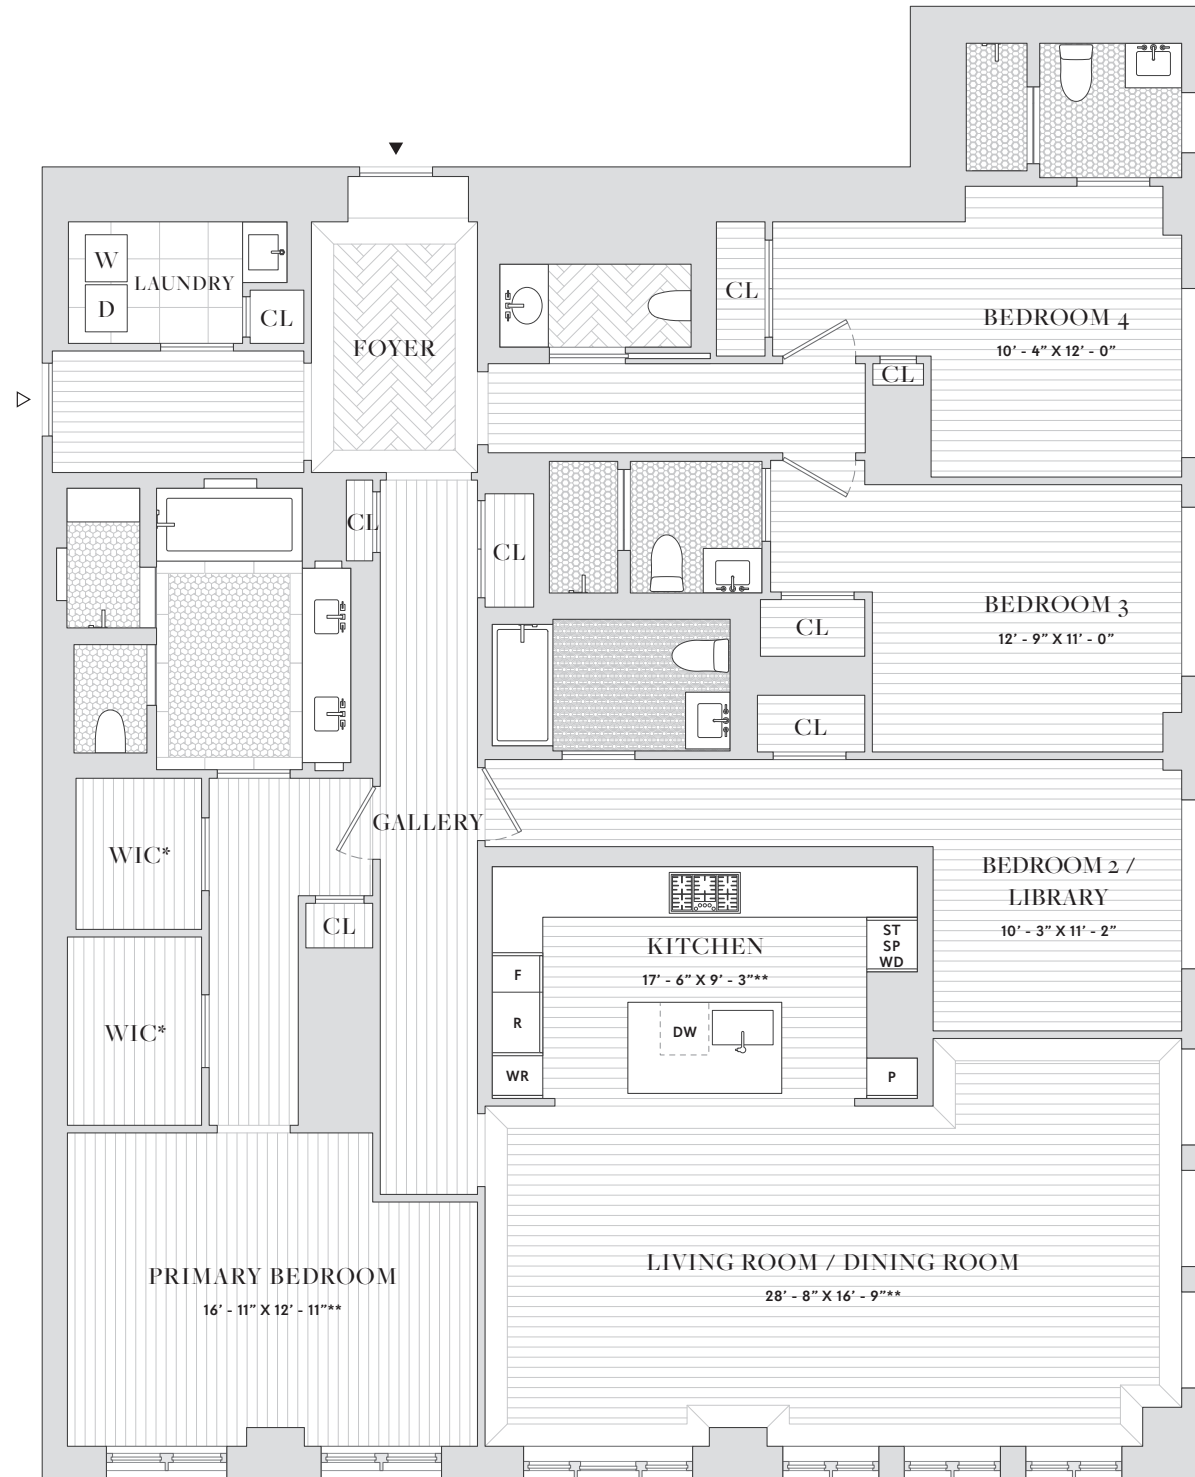 W
LAUNDRY
D
CL
FOYER
CL
BEDROOM 4
10' - 4” X 12' - 0”
CL
CL
CL
BEDROOM 3
12' - 9” X 11' - 0”
CL
CL
GALLERY
WIC*
CL
BEDROOM 2 /
LIBRARY
10' - 3” X 11' - 2”
KITCHEN
17' - 6” X 9' - 3”**
ST
SP
WD
F
R
WR
DW
P
WIC*
PRIMARY BEDROOM
16' - 11” X 12' - 11”**
LIVING ROOM / DINING ROOM
28' - 8” X 16' - 9”**